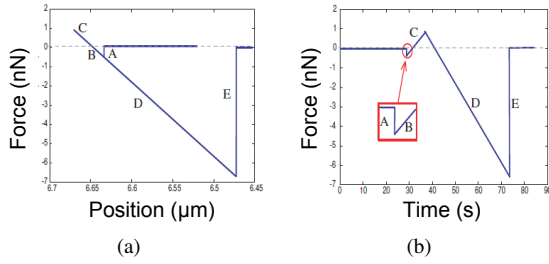 Force (nN)
1
0
-1
-2
-3
-4
-5
-6
-7
C
B
A
D
E
6.7
6.65
6.6
6.55
6.5
6.45
Position (μm)
(a)
Force (nN)
2
1
0
-1
-2
-3
-4
-5
-6
-7
C
A
B
D
E
0
10
20
30
40
50
60
70
80
90
Time (s)
(b)